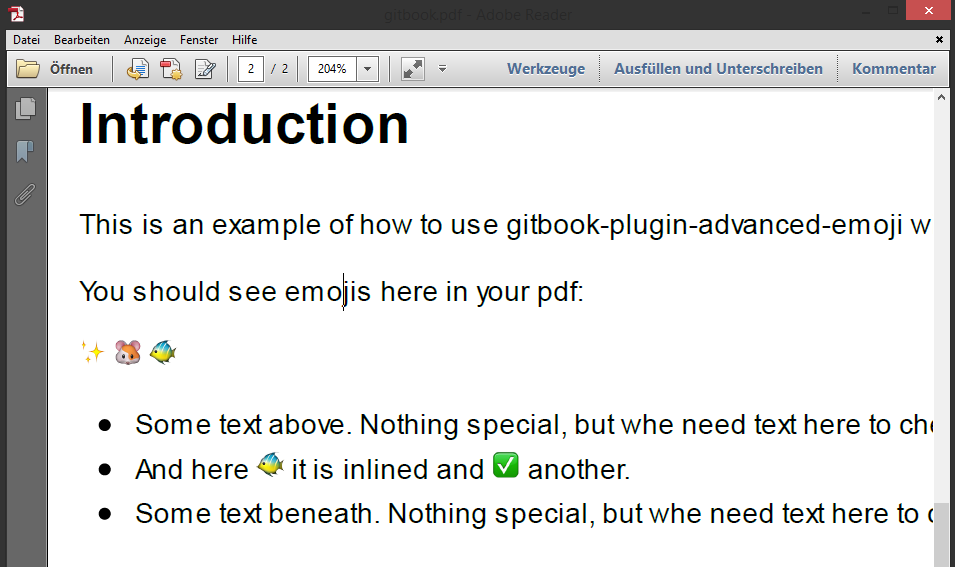 gitbook.pdf - Adobe Reader
Datei Bearbeiten Anzeige Fenster Hilfe
Öffnen 2 / 2 204% Werkzeuge Ausfüllen und Unterschreiben Kommentar
Introduction
This is an example of how to use gitbook-plugin-advanced-emoji w
You should see emojis here in your pdf:
✨ 🐹 🐠
● Some text above. Nothing special, but whe need text here to che
● And here 🐠 it is inlined and ✅ another.
● Some text beneath. Nothing special, but whe need text here to c